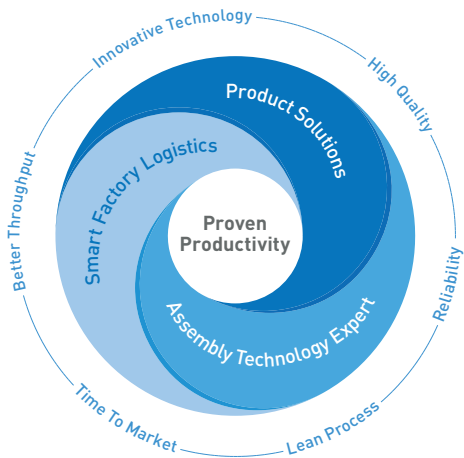 Innovative Technology
High Quality
Reliability
Lean Process
Time To Market
Better Throughput
Product Solutions
Smart Factory Logistics
Assembly Technology Expert
Proven
Productivity